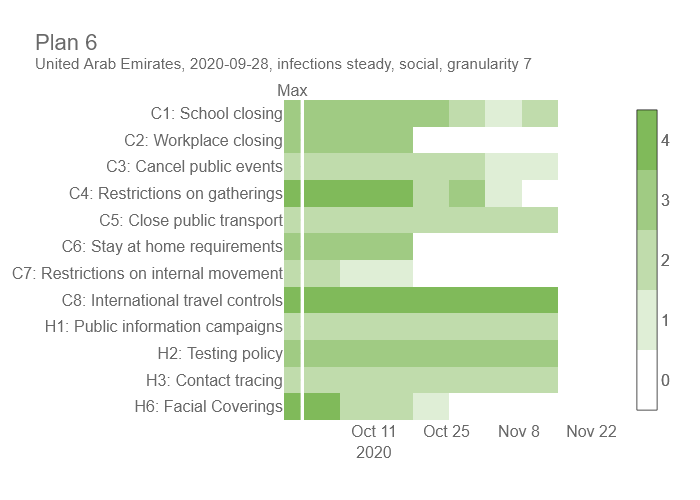 Plan 6
United Arab Emirates, 2020-09-28, infections steady, social, granularity 7
Max
C1: School closing
C2: Workplace closing
C3: Cancel public events
C4: Restrictions on gatherings
C5: Close public transport
C6: Stay at home requirements
C7: Restrictions on internal movement
C8: International travel controls
H1: Public information campaigns
H2: Testing policy
H3: Contact tracing
H6: Facial Coverings
Oct 11 Oct 25 Nov 8 Nov 22
2020
4
3
2
1
0